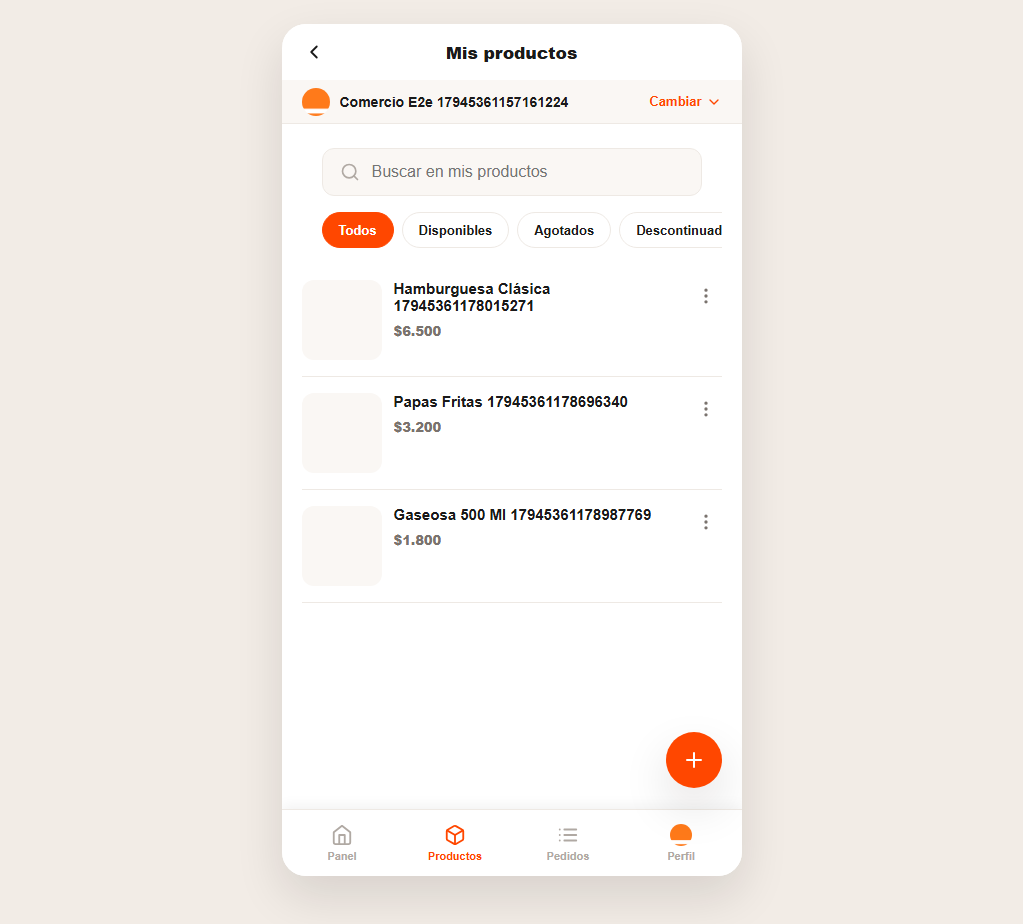 Mis productos
Comercio E2e 17945361157161224
Cambiar
Buscar en mis productos
Todos
Disponibles
Agotados
Descontinuad
Hamburguesa Clásica
17945361178015271
$6.500
Papas Fritas 17945361178696340
$3.200
Gaseosa 500 Ml 17945361178987769
$1.800
Panel
Productos
Pedidos
Perfil